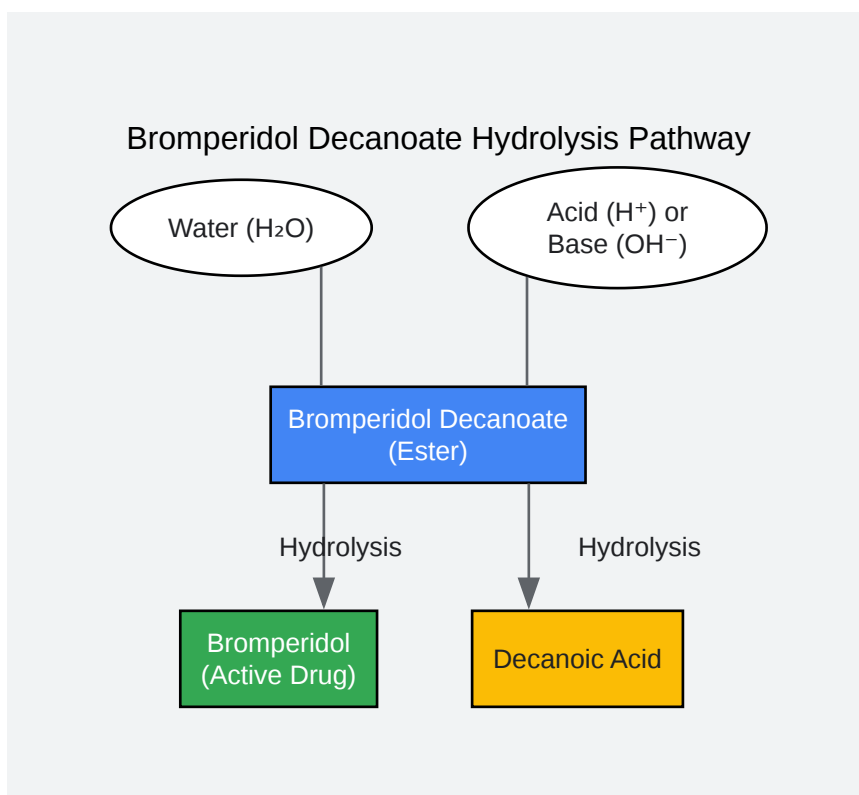 Bromperidol Decanoate Hydrolysis Pathway
Water (H₂O)
Acid (H⁺) or
Base (OH⁻)
Bromperidol Decanoate
(Ester)
Hydrolysis
Hydrolysis
Bromperidol
(Active Drug)
Decanoic Acid